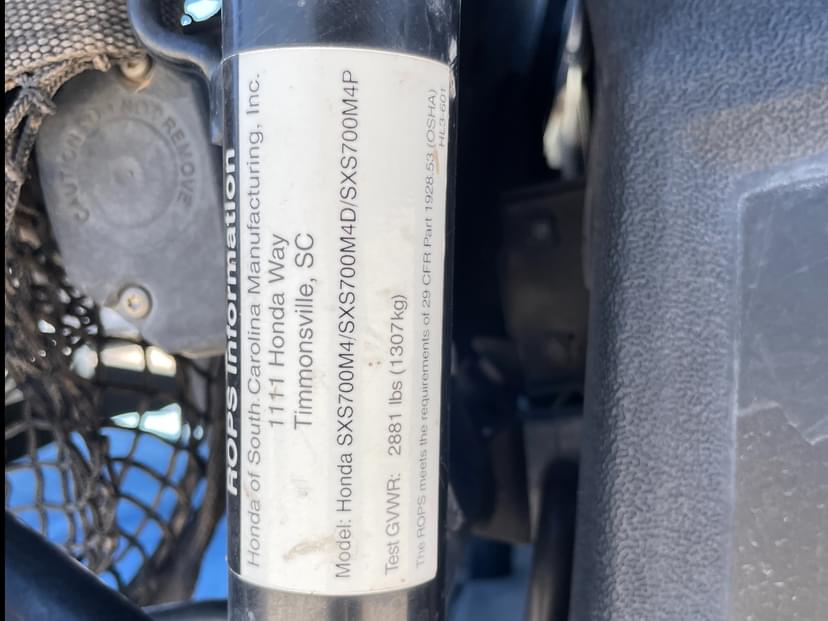 ROPS Information
Honda of South Carolina Manufacturing, Inc.
1111 Honda Way
Timmonsville, SC
Model: Honda SXS700M4/SXS700M4D/SXS700M4P
Test GVWR: 2881 lbs (1307kg)
The ROPS meets the requirements of 29 CFR Part 1928.53 (OSHA)
HL3-601
CAUTION: DO NOT REMOVE